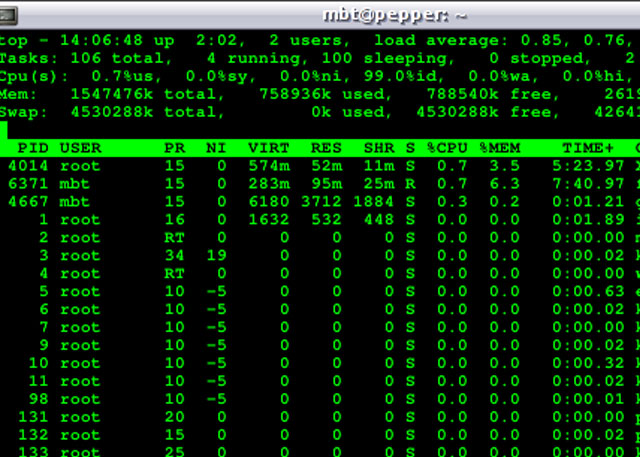 mbt@pepper: ~
top - 14:06:48 up  2:02,  2 users,  load average: 0.85, 0.76,
Tasks: 106 total,   4 running, 100 sleeping,   0 stopped,   2
Cpu(s):  0.7%us,  0.0%sy,  0.0%ni, 99.0%id,  0.0%wa,  0.0%hi,
Mem:   1547476k total,   758936k used,   788540k free,   2619
Swap:  4530288k total,        0k used,  4530288k free,   42641
PID USER      PR  NI  VIRT  RES  SHR S %CPU %MEM    TIME+
4014 root      15   0  574m  52m  11m S  0.7  3.5   5:23.97
6371 mbt       15   0  283m  95m  25m R  0.7  6.3   7:40.97
4667 mbt       15   0  6180 3712 1884 S  0.3  0.2   0:01.21
1 root      16   0  1632  532  448 S  0.0  0.0   0:01.89
2 root      RT   0     0    0    0 S  0.0  0.0   0:00.00
3 root      34  19     0    0    0 S  0.0  0.0   0:00.02
4 root      RT   0     0    0    0 S  0.0  0.0   0:00.00
5 root      10  -5     0    0    0 S  0.0  0.0   0:00.63
6 root      10  -5     0    0    0 S  0.0  0.0   0:00.02
7 root      10  -5     0    0    0 S  0.0  0.0   0:00.00
9 root      10  -5     0    0    0 S  0.0  0.0   0:00.02
10 root      10  -5     0    0    0 S  0.0  0.0   0:00.32
11 root      10  -5     0    0    0 S  0.0  0.0   0:00.02
98 root      10  -5     0    0    0 S  0.0  0.0   0:00.01
131 root      20   0     0    0    0 S  0.0  0.0   0:00.00
132 root      15   0     0    0    0 S  0.0  0.0   0:00.02
133 root      25   0     0    0    0 S  0.0  0.0   0:00.00